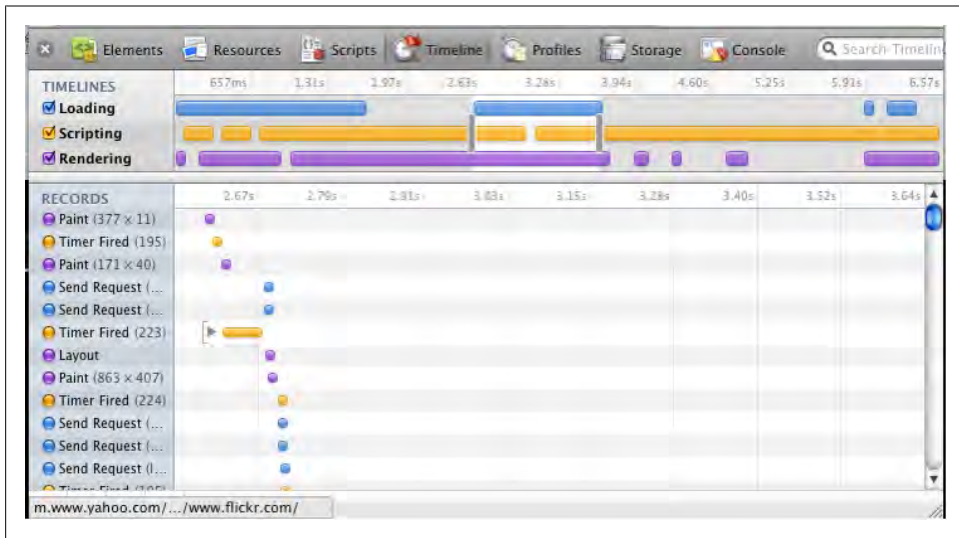 Elements Resources Scripts Timeline Profiles Storage Console Search Timelin
TIMELINES 657ms 1.31s 1.97s 2.63s 3.28s 3.94s 4.60s 5.25s 5.91s 6.57s
Loading
Scripting
Rendering
RECORDS 2.67s 2.79s 2.91s 3.03s 3.15s 3.28s 3.40s 3.52s 3.64s
Paint (377 × 11)
Timer Fired (195)
Paint (171 × 40)
Send Request (...
Send Request (...
Timer Fired (223)
Layout
Paint (863 × 407)
Timer Fired (224)
Send Request (...
Send Request (...
Send Request (l...
Timer Fired (195)
m.www.yahoo.com/.../www.flickr.com/